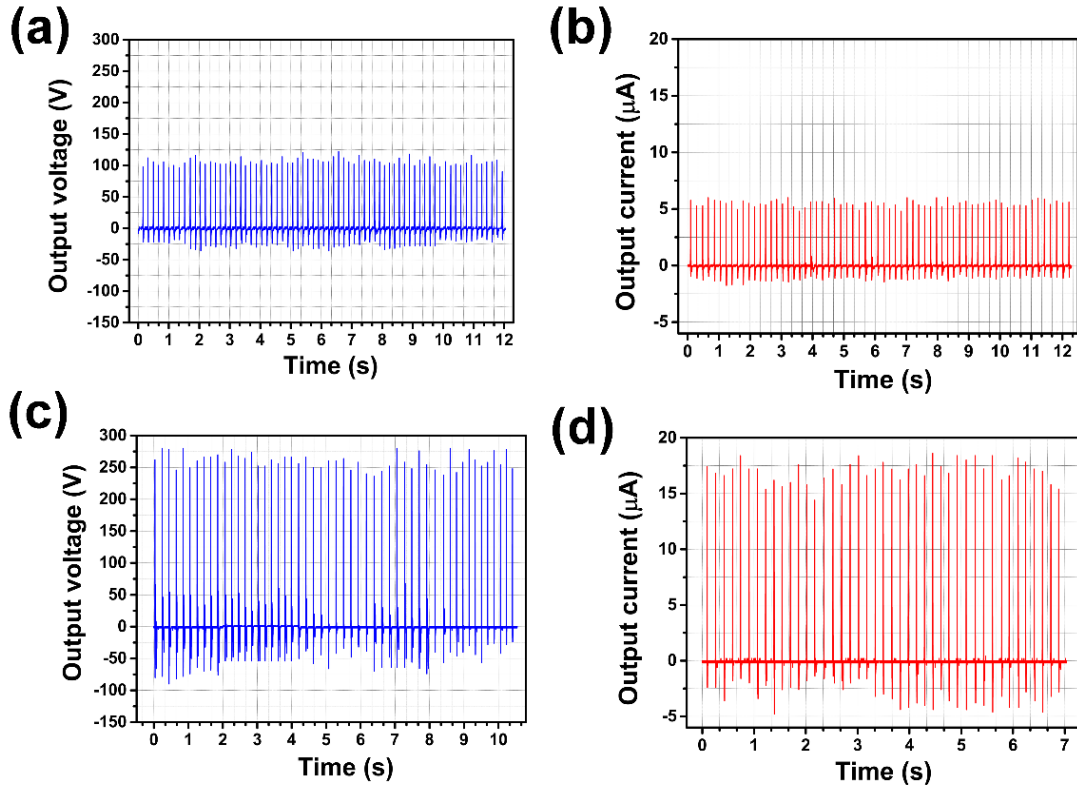 (a)
300
250
200
150
100
50
0
-50
-100
-150
Output voltage (V)
0 1 2 3 4 5 6 7 8 9 10 11 12
Time (s)
(b)
20
15
10
5
0
-5
Output current (μA)
0 1 2 3 4 5 6 7 8 9 10 11 12
Time (s)
(c)
300
250
200
150
100
50
0
-50
-100
-150
Output voltage (V)
0 1 2 3 4 5 6 7 8 9 10
Time (s)
(d)
20
15
10
5
0
-5
Output current (μA)
0 1 2 3 4 5 6 7
Time (s)